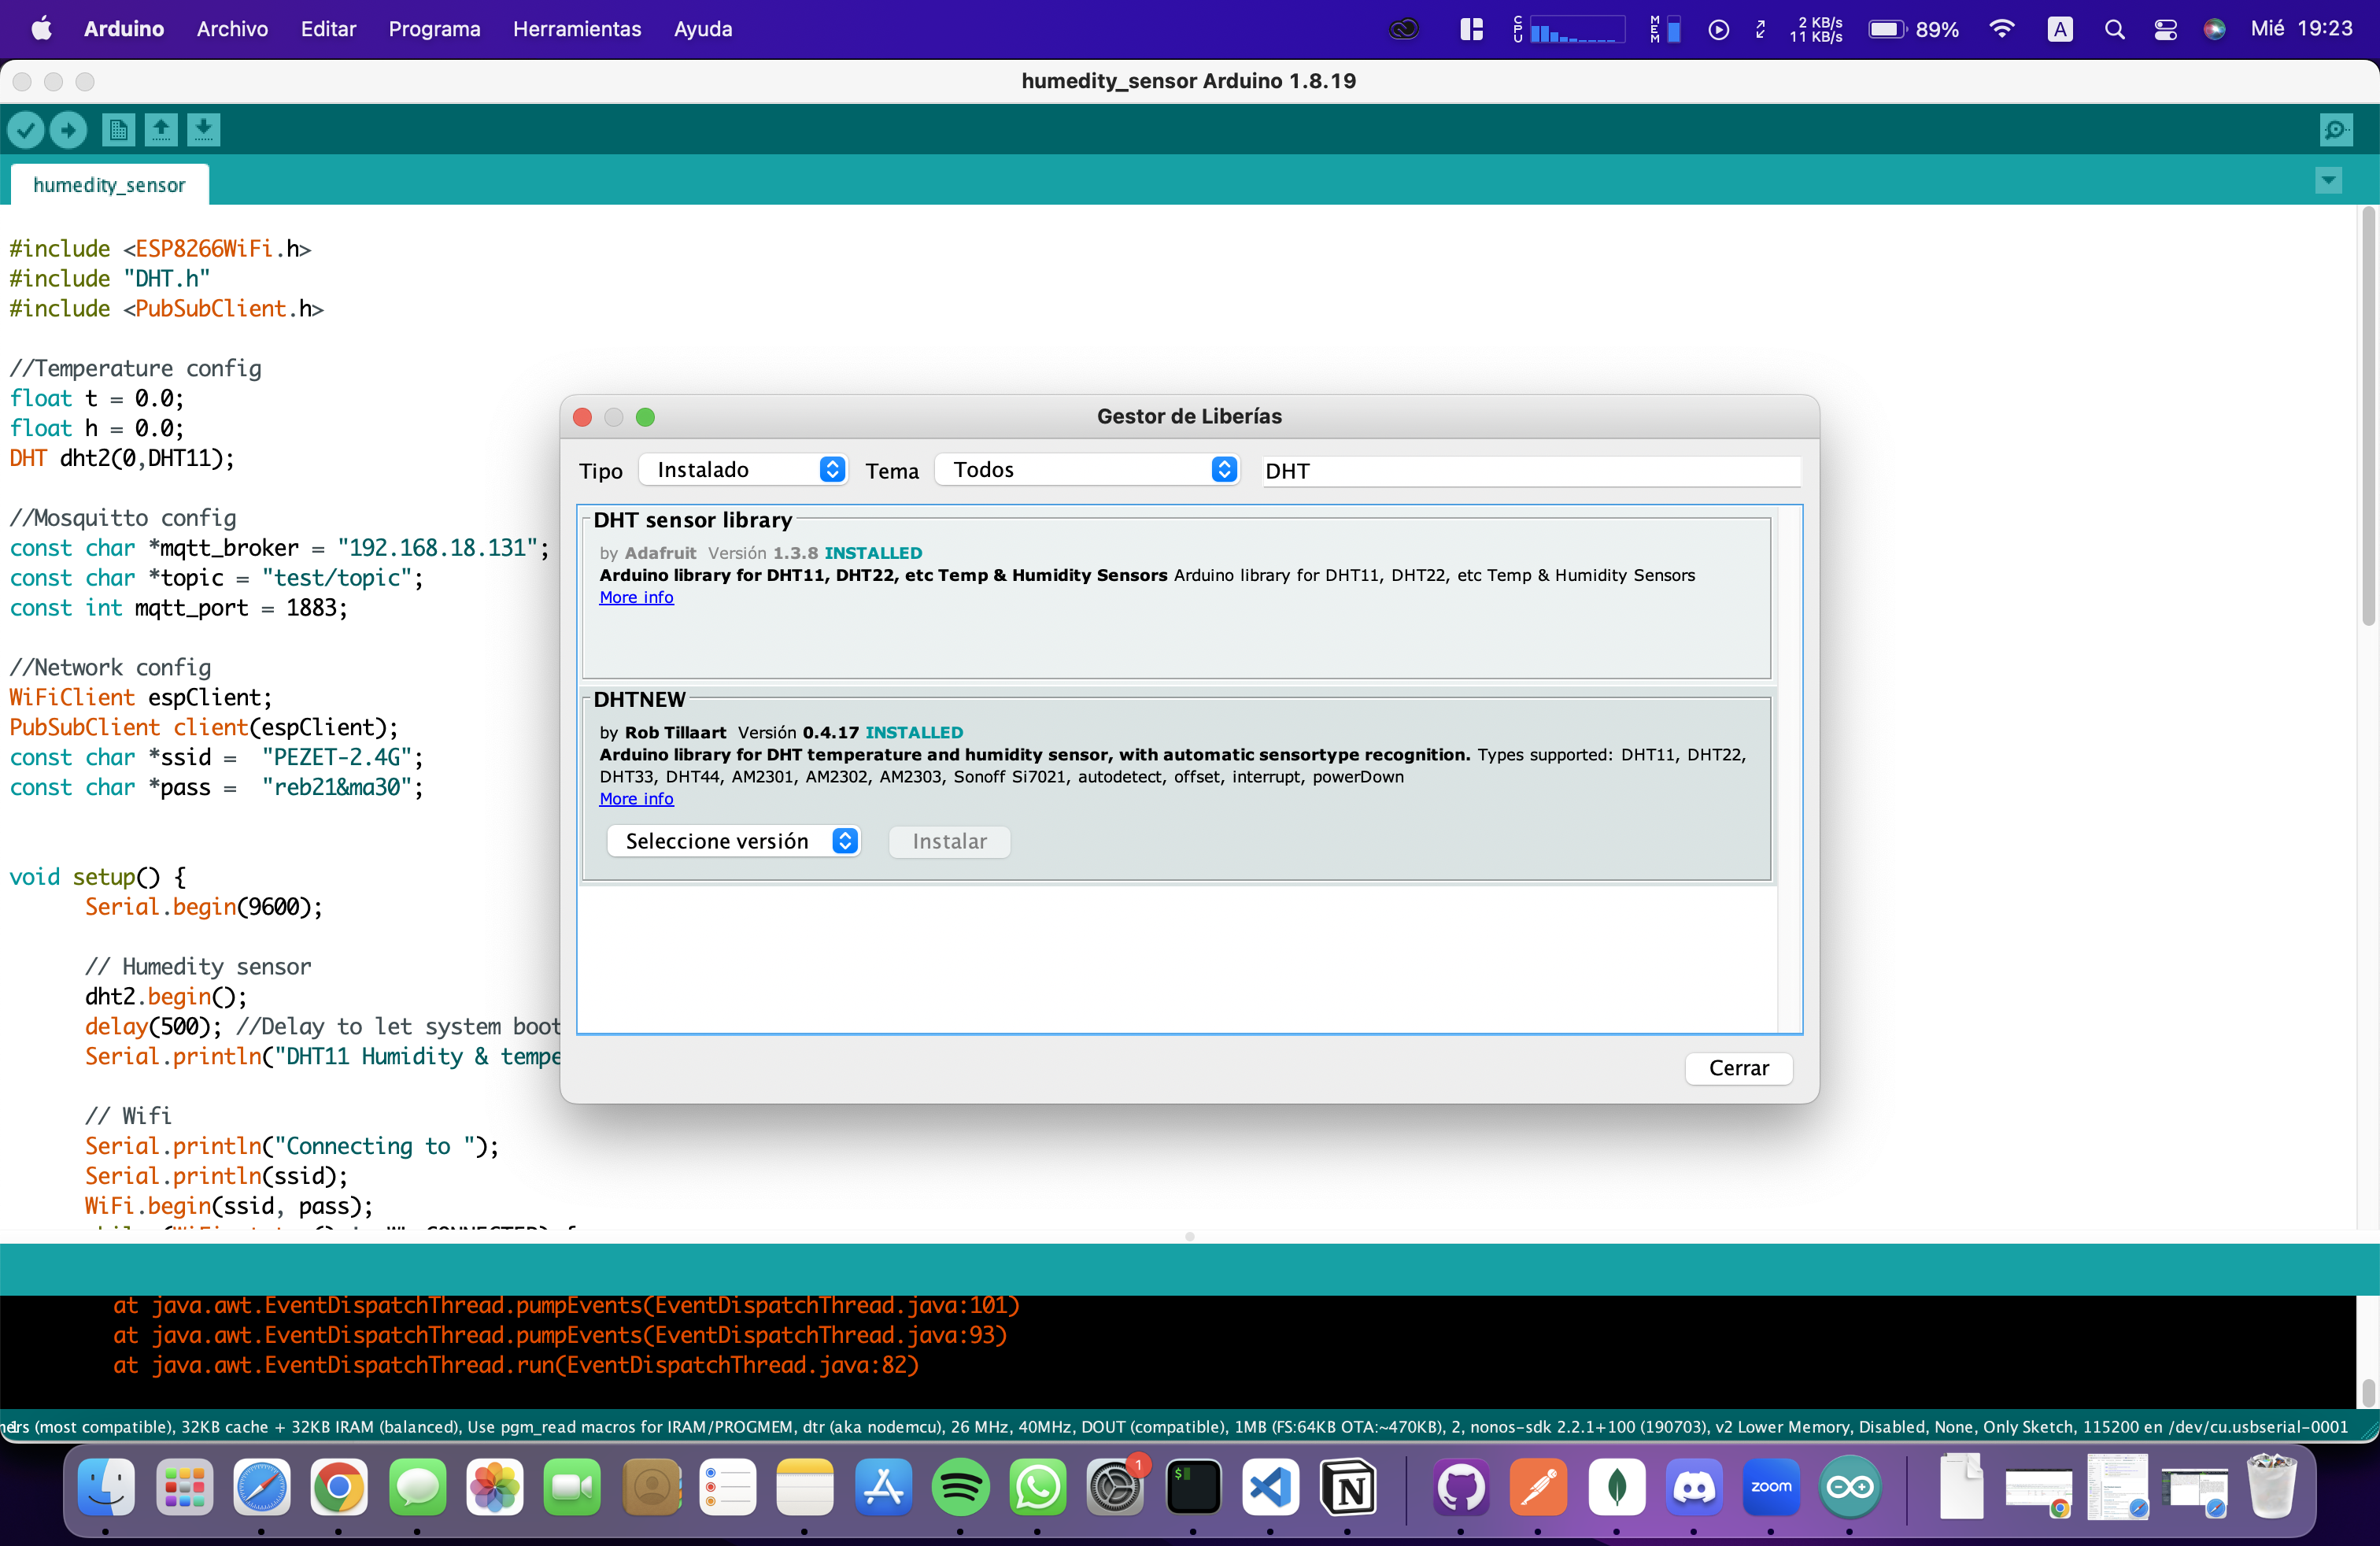 Arduino Archivo Editar Programa Herramientas Ayuda
CPU MEM 2 KB/s 11 KB/s 89% A Mié 19:23
humedity_sensor Arduino 1.8.19
humedity_sensor
#include <ESP8266WiFi.h>
#include "DHT.h"
#include <PubSubClient.h>
//Temperature config
float t = 0.0;
float h = 0.0;
DHT dht2(0,DHT11);
//Mosquitto config
const char *mqtt_broker = "192.168.18.131";
const char *topic = "test/topic";
const int mqtt_port = 1883;
//Network config
WiFiClient espClient;
PubSubClient client(espClient);
const char *ssid =  "PEZET-2.4G";
const char *pass =  "reb21&ma30";
void setup() {
Serial.begin(9600);
// Humedity sensor
dht2.begin();
delay(500); //Delay to let system boot
Serial.println("DHT11 Humidity & tempe
// Wifi
Serial.println("Connecting to ");
Serial.println(ssid);
WiFi.begin(ssid, pass);
Gestor de Liberías
Tipo Instalado Tema Todos DHT
DHT sensor library
by Adafruit Versión 1.3.8 INSTALLED
Arduino library for DHT11, DHT22, etc Temp & Humidity Sensors Arduino library for DHT11, DHT22, etc Temp & Humidity Sensors
More info
DHTNEW
by Rob Tillaart Versión 0.4.17 INSTALLED
Arduino library for DHT temperature and humidity sensor, with automatic sensortype recognition. Types supported: DHT11, DHT22,
DHT33, DHT44, AM2301, AM2302, AM2303, Sonoff Si7021, autodetect, offset, interrupt, powerDown
More info
Seleccione versión Instalar
Cerrar
at java.awt.EventDispatchThread.pumpEvents(EventDispatchThread.java:101)
at java.awt.EventDispatchThread.pumpEvents(EventDispatchThread.java:93)
at java.awt.EventDispatchThread.run(EventDispatchThread.java:82)
(most compatible), 32KB cache + 32KB IRAM (balanced), Use pgm_read macros for IRAM/PROGMEM, dtr (aka nodemcu), 26 MHz, 40MHz, DOUT (compatible), 1MB (FS:64KB OTA:~470KB), 2, nonos-sdk 2.2.1+100 (190703), v2 Lower Memory, Disabled, None, Only Sketch, 115200 en /dev/cu.usbserial-0001
1
$
N
zoom